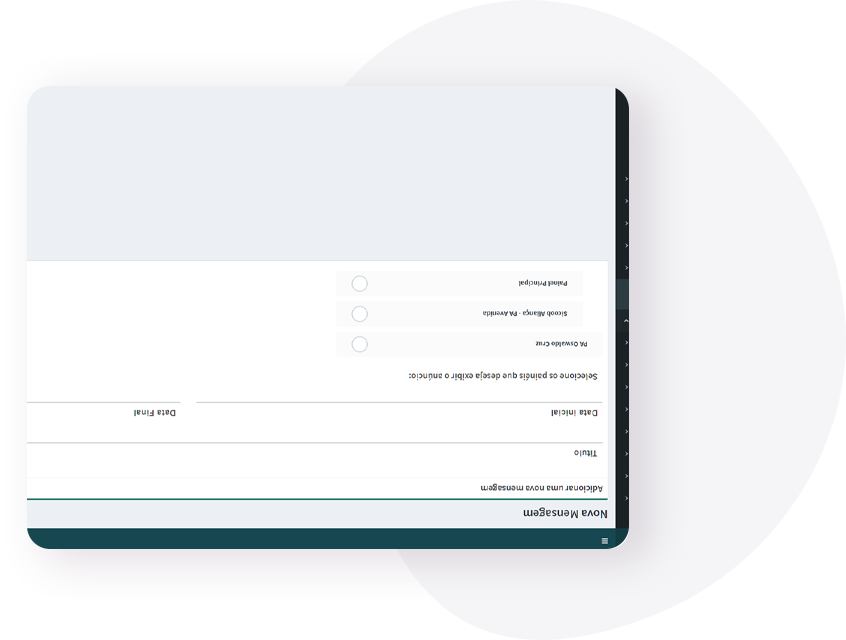 Nova Mensagem
Adicionar uma nova mensagem
Título
Data inicial
Data Final
Selecione os painéis que deseja exibir o anúncio:
PA Oswaldo Cruz
Sicoob Aliança - PA Avenida
Painel Principal